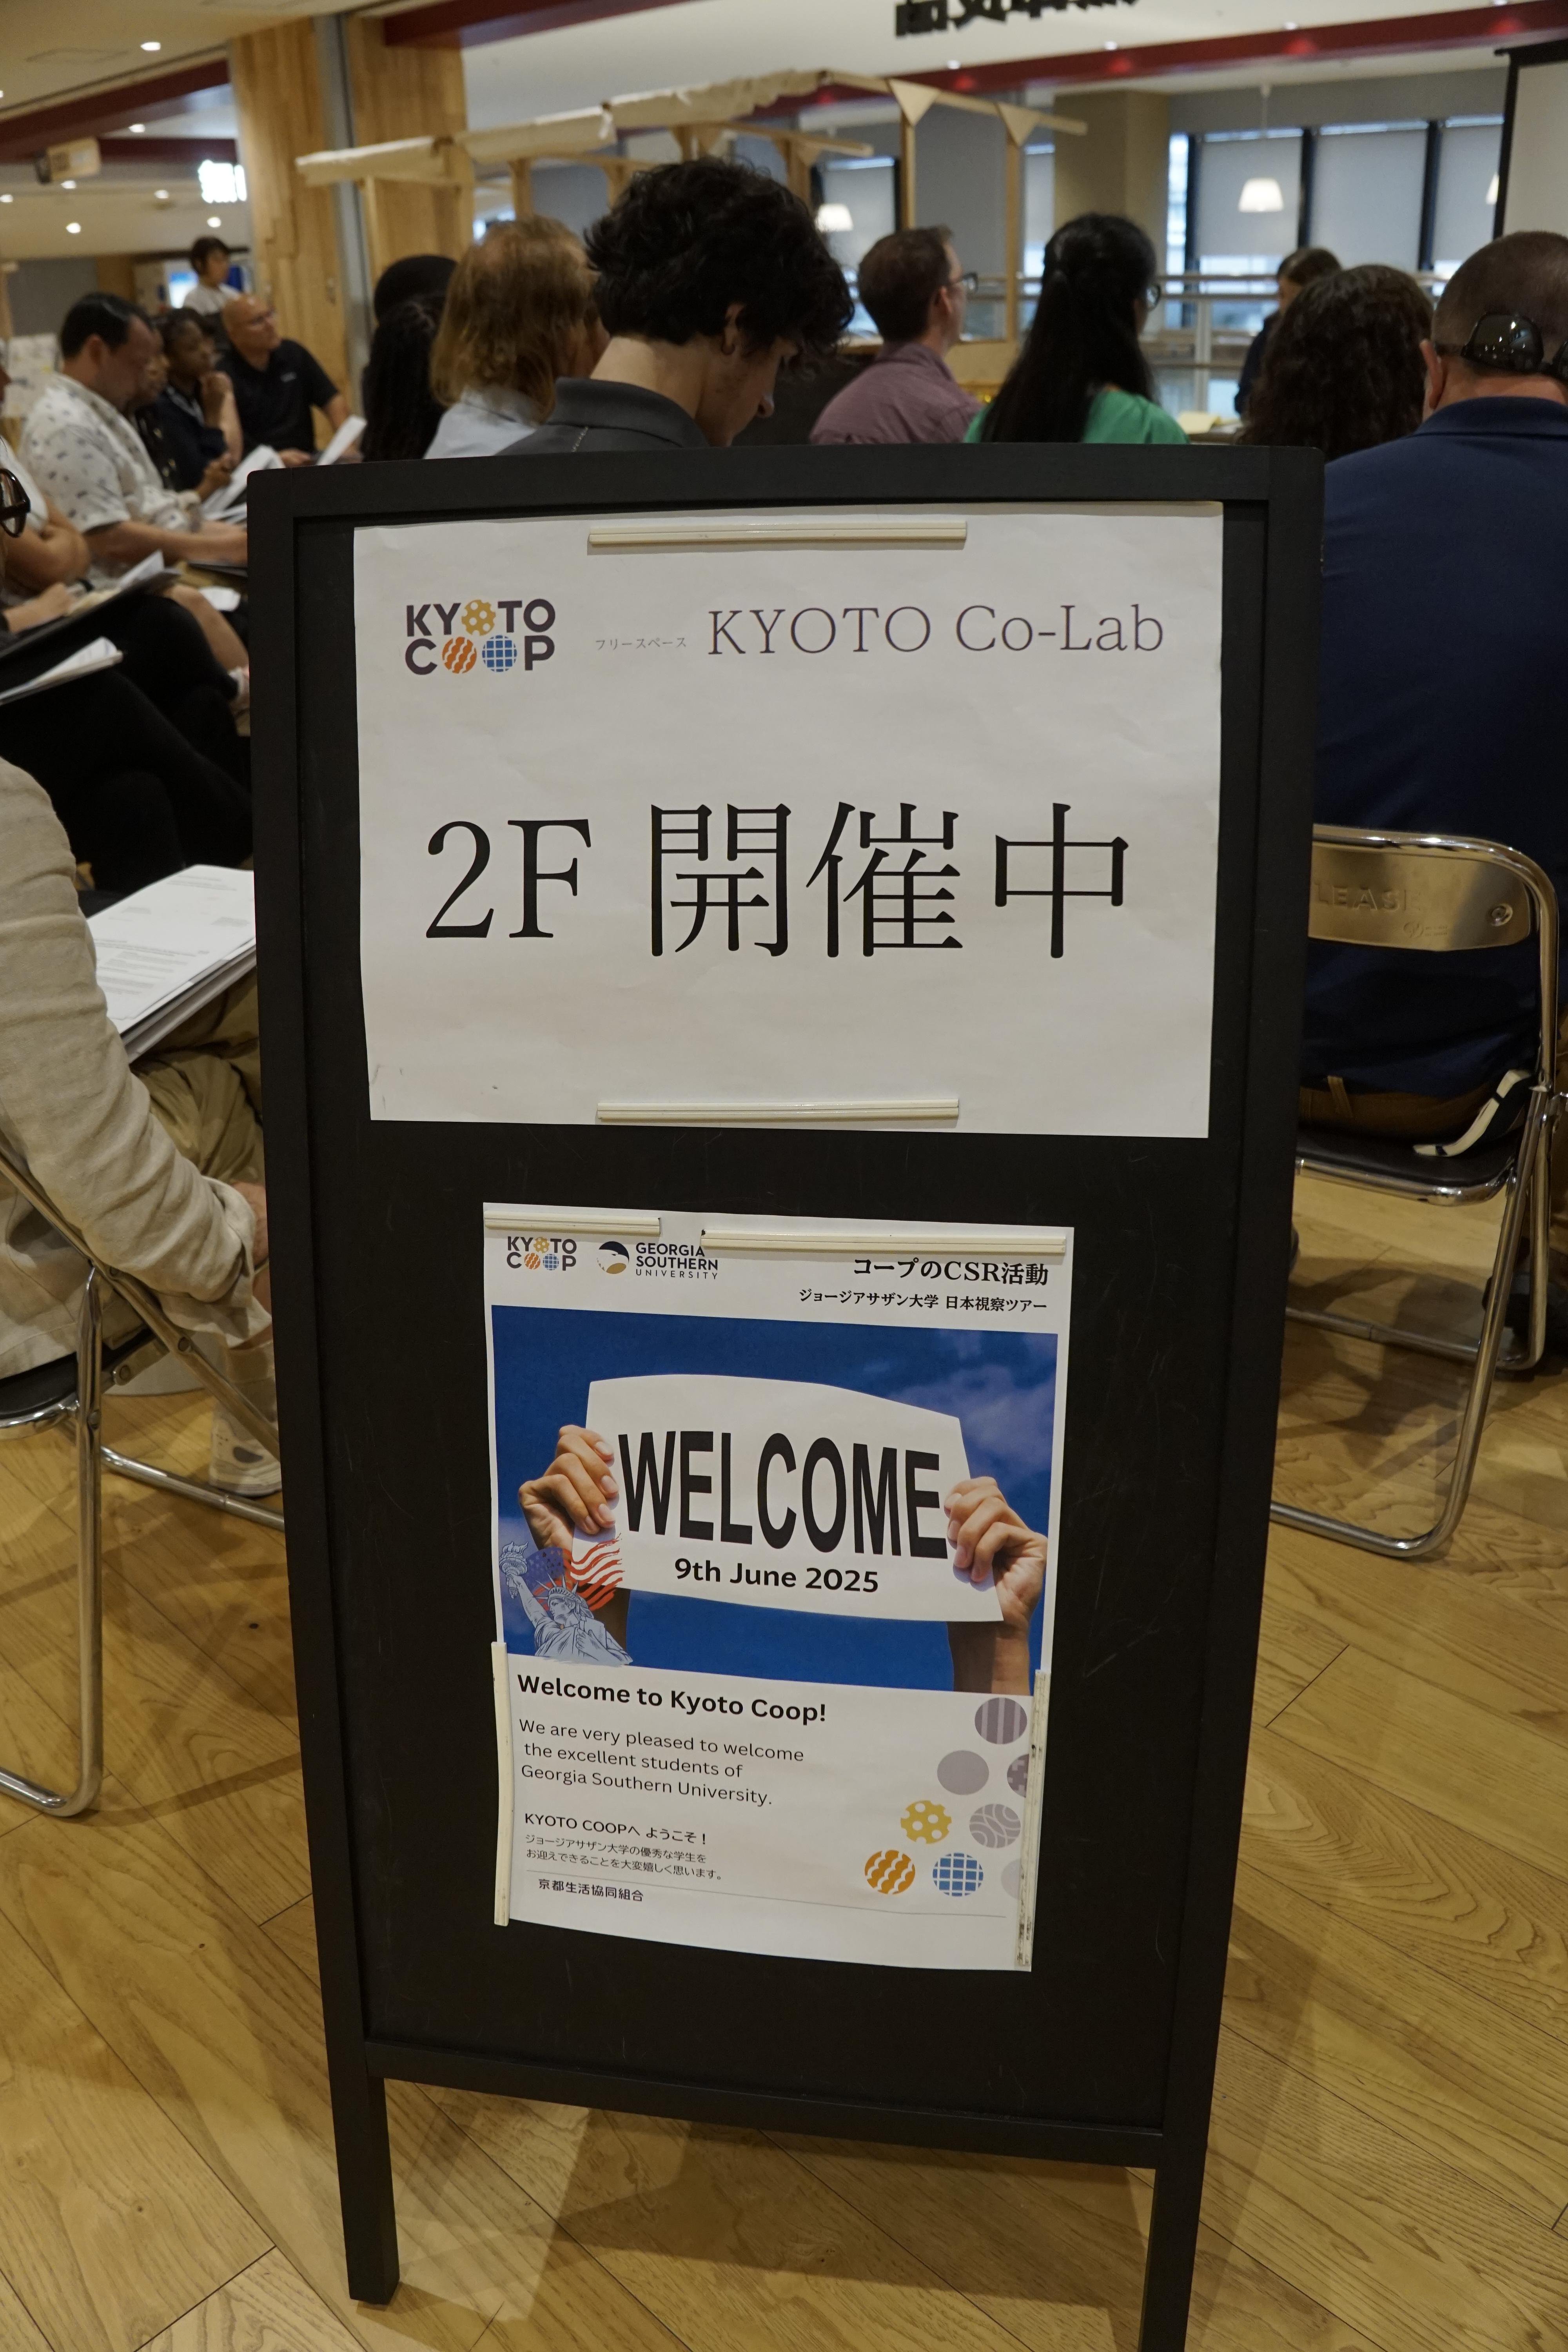 KYOTO
COOP
フリースペース KYOTO Co-Lab
2F 開催中
KYOTO
COOP
GEORGIA
SOUTHERN
UNIVERSITY
コープのCSR活動
ジョージアサザン大学 日本視察ツアー
WELCOME
9th June 2025
Welcome to Kyoto Coop!
We are very pleased to welcome
the excellent students of
Georgia Southern University.
KYOTO COOPへ ようこそ！
ジョージアサザン大学の優秀な学生を
お迎えできることを大変嬉しく思います。
京都生活協同組合